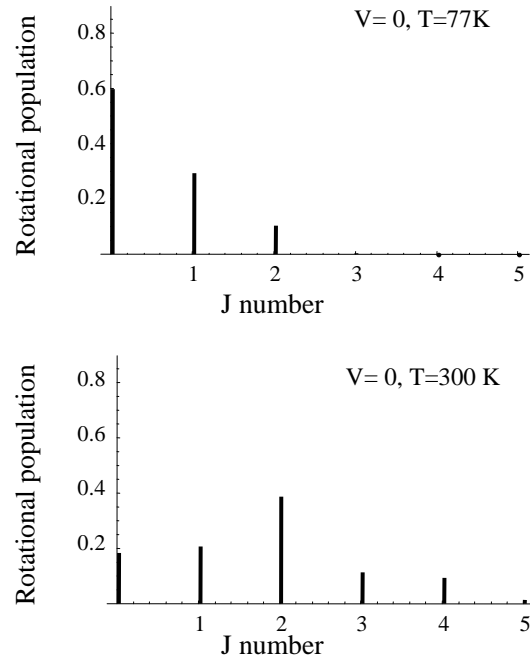 V= 0, T=77K
Rotational population
0.8
0.6
0.4
0.2
1 2 3 4 5
J number
V= 0, T=300 K
Rotational population
0.8
0.6
0.4
0.2
1 2 3 4 5
J number